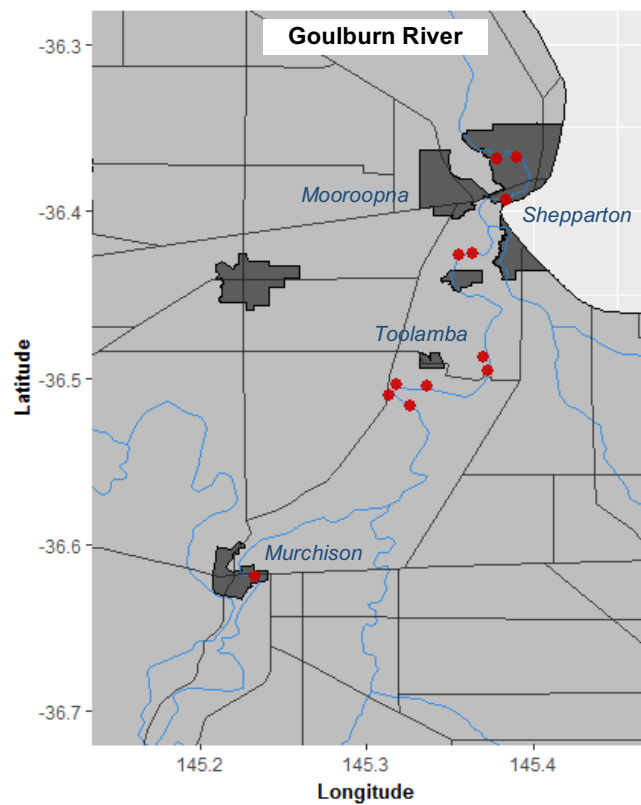 Goulburn River
-36.3
Mooroopna
-36.4
Shepparton
Toolamba
Latitude
-36.5
-36.6
Murchison
-36.7
145.2
145.3
145.4
Longitude